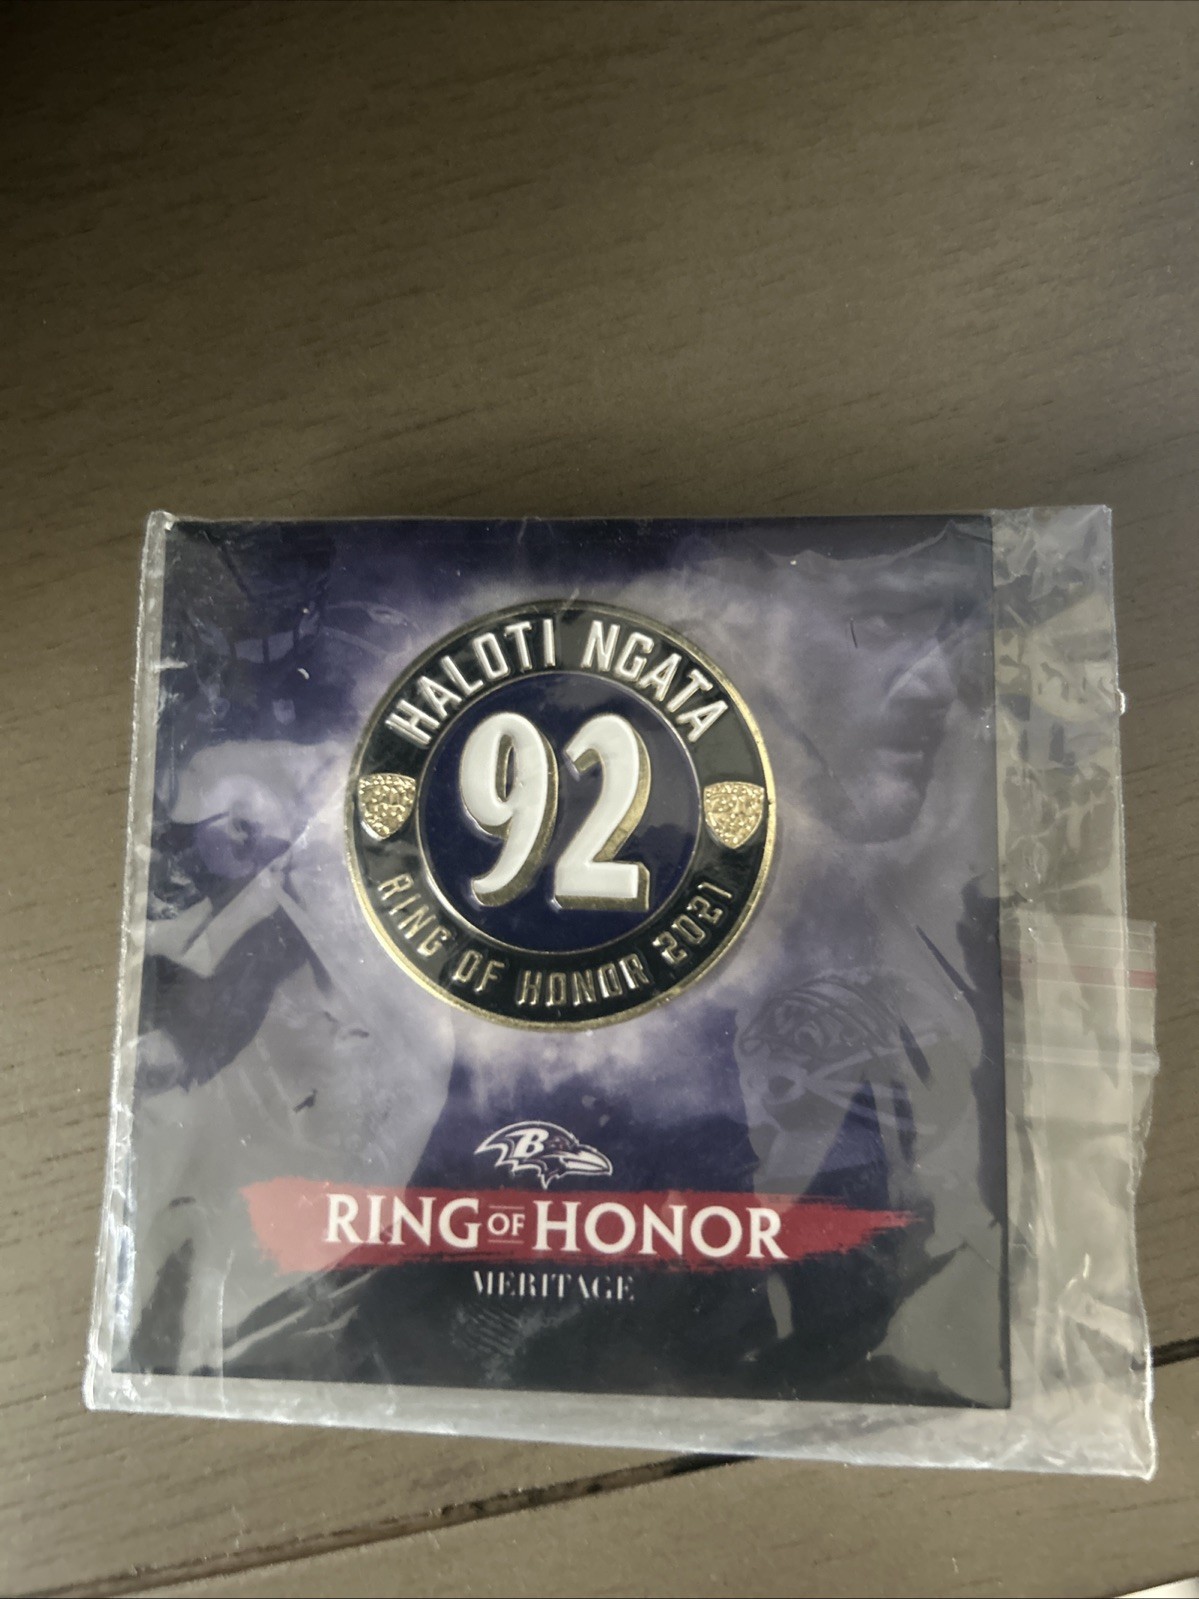 HALOTI NGATA
92
RING OF HONOR 2021
B
RING OF HONOR
MERITAGE